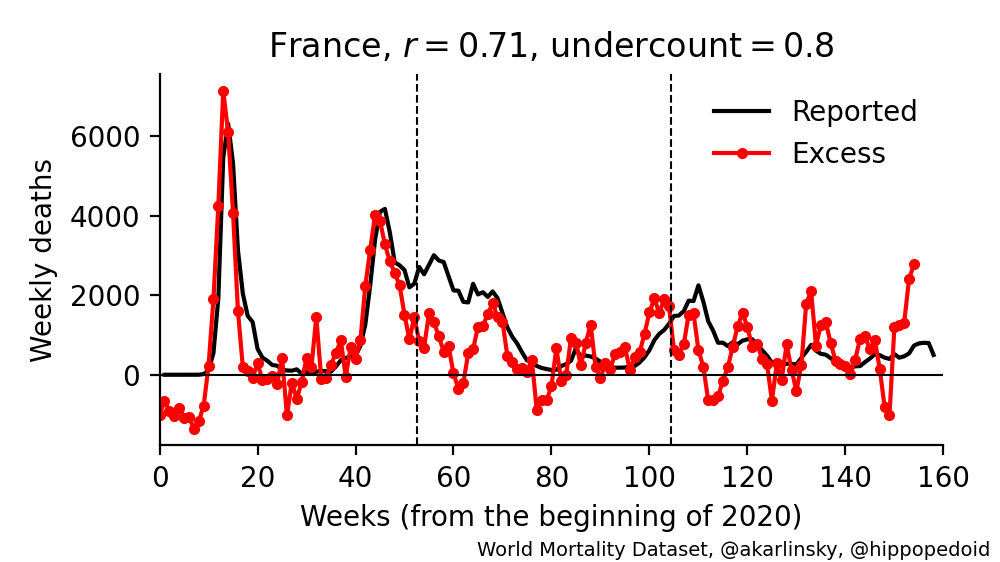 France, r = 0.71, undercount = 0.8
Reported
Excess
Weekly deaths
6000
4000
2000
0
0 20 40 60 80 100 120 140 160
Weeks (from the beginning of 2020)
World Mortality Dataset, @akarlinsky, @hippopedoid